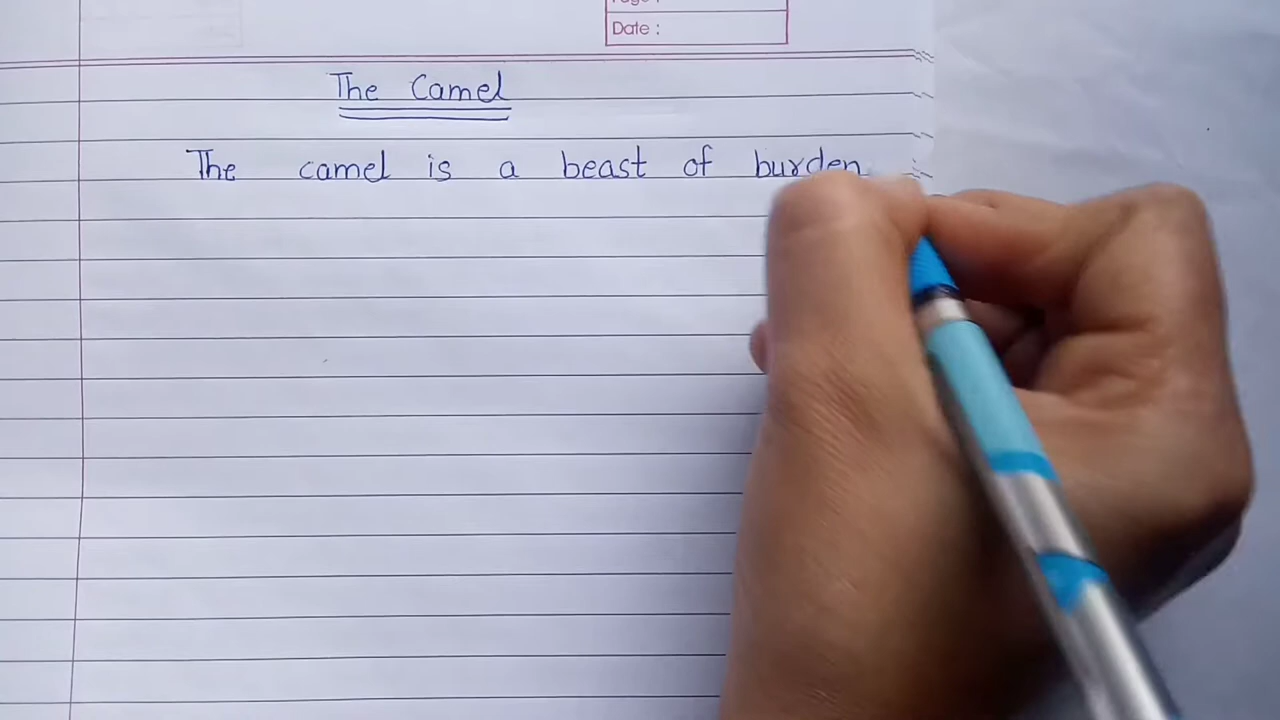 Date :
The Camel
The camel is a beast of burden